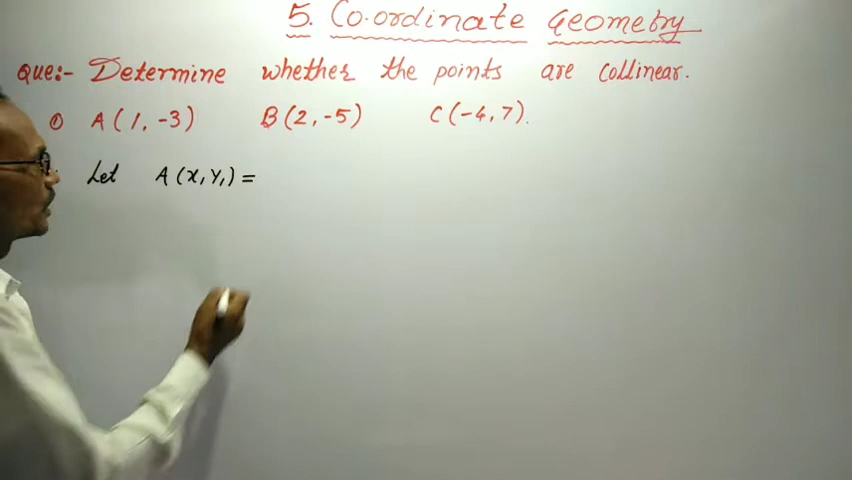 5. Co-ordinate Geometry
Que:- Determine whether the points are Collinear.
① A(1, -3) B(2, -5) C(-4, 7).
Let A(x, y,) =